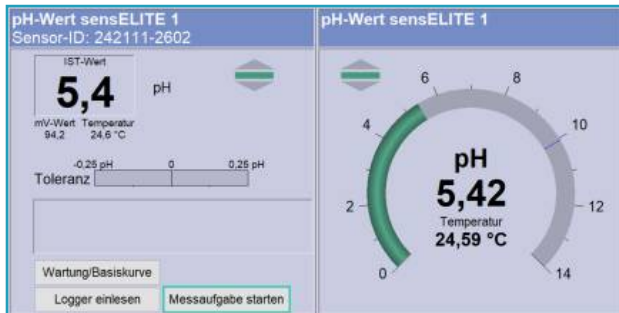 pH-Wert sensELITE 1
Sensor-ID: 242111-2602
IST-Wert
5,4 pH
mV-Wert Temperatur
94,2 24,6 °C
-0,25 pH 0 0,25 pH
Toleranz
Wartung/Basiskurve
Logger einlesen Messaufgabe starten
pH-Wert sensELITE 1
6 8
4 10
2 12
0 14
pH
5,42
Temperatur
24,59 °C